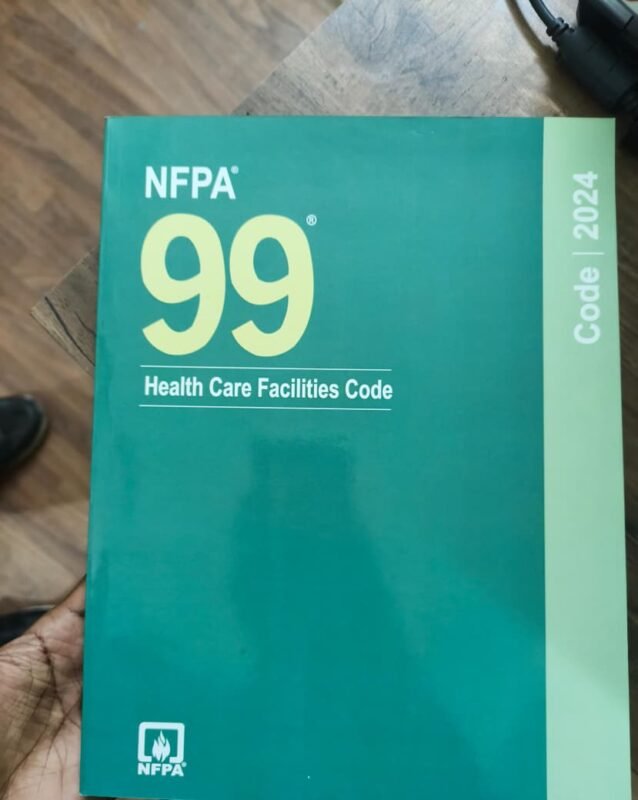 NFPA®
99®
Health Care Facilities Code
Code | 2024
NFPA®